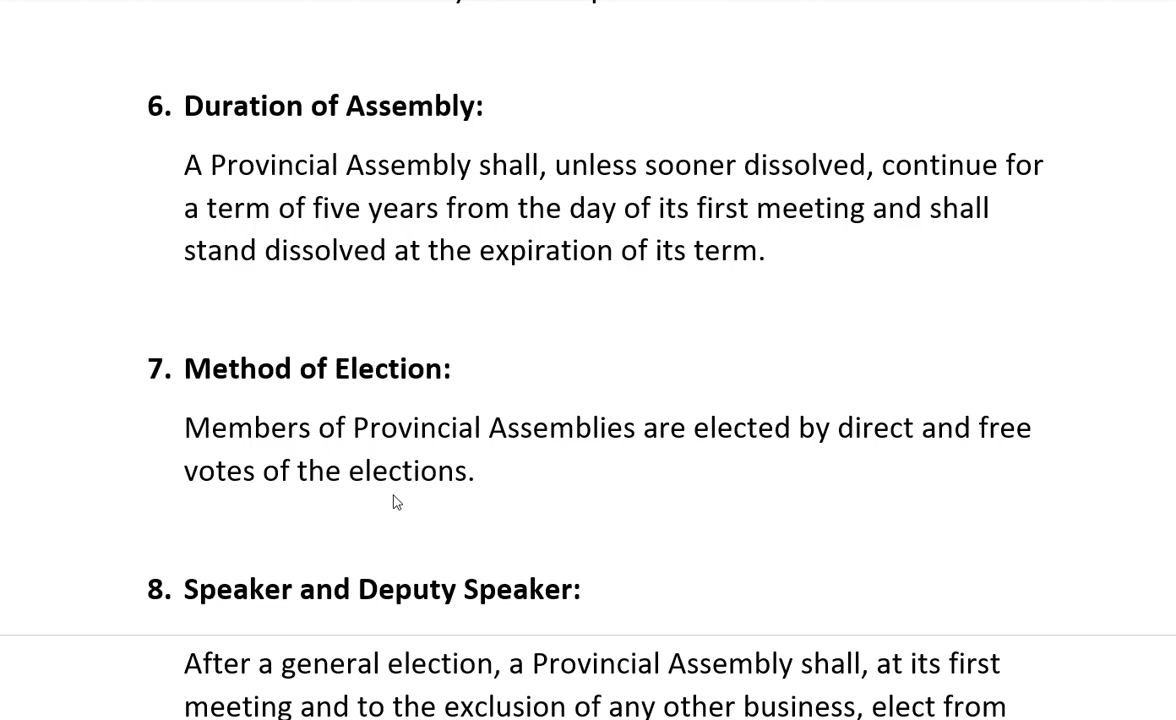 6. Duration of Assembly:
A Provincial Assembly shall, unless sooner dissolved, continue for
a term of five years from the day of its first meeting and shall
stand dissolved at the expiration of its term.
7. Method of Election:
Members of Provincial Assemblies are elected by direct and free
votes of the elections.
8. Speaker and Deputy Speaker:
After a general election, a Provincial Assembly shall, at its first
meeting and to the exclusion of any other business, elect from